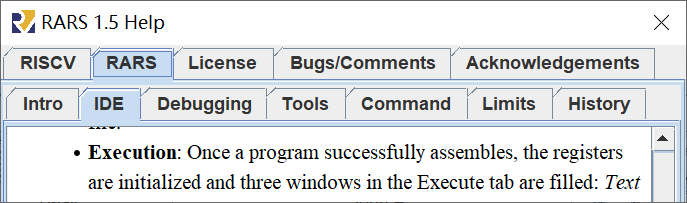 RARS 1.5 Help
RISCV RARS License Bugs/Comments Acknowledgements
Intro IDE Debugging Tools Command Limits History
• Execution: Once a program successfully assembles, the registers
are initialized and three windows in the Execute tab are filled: Text